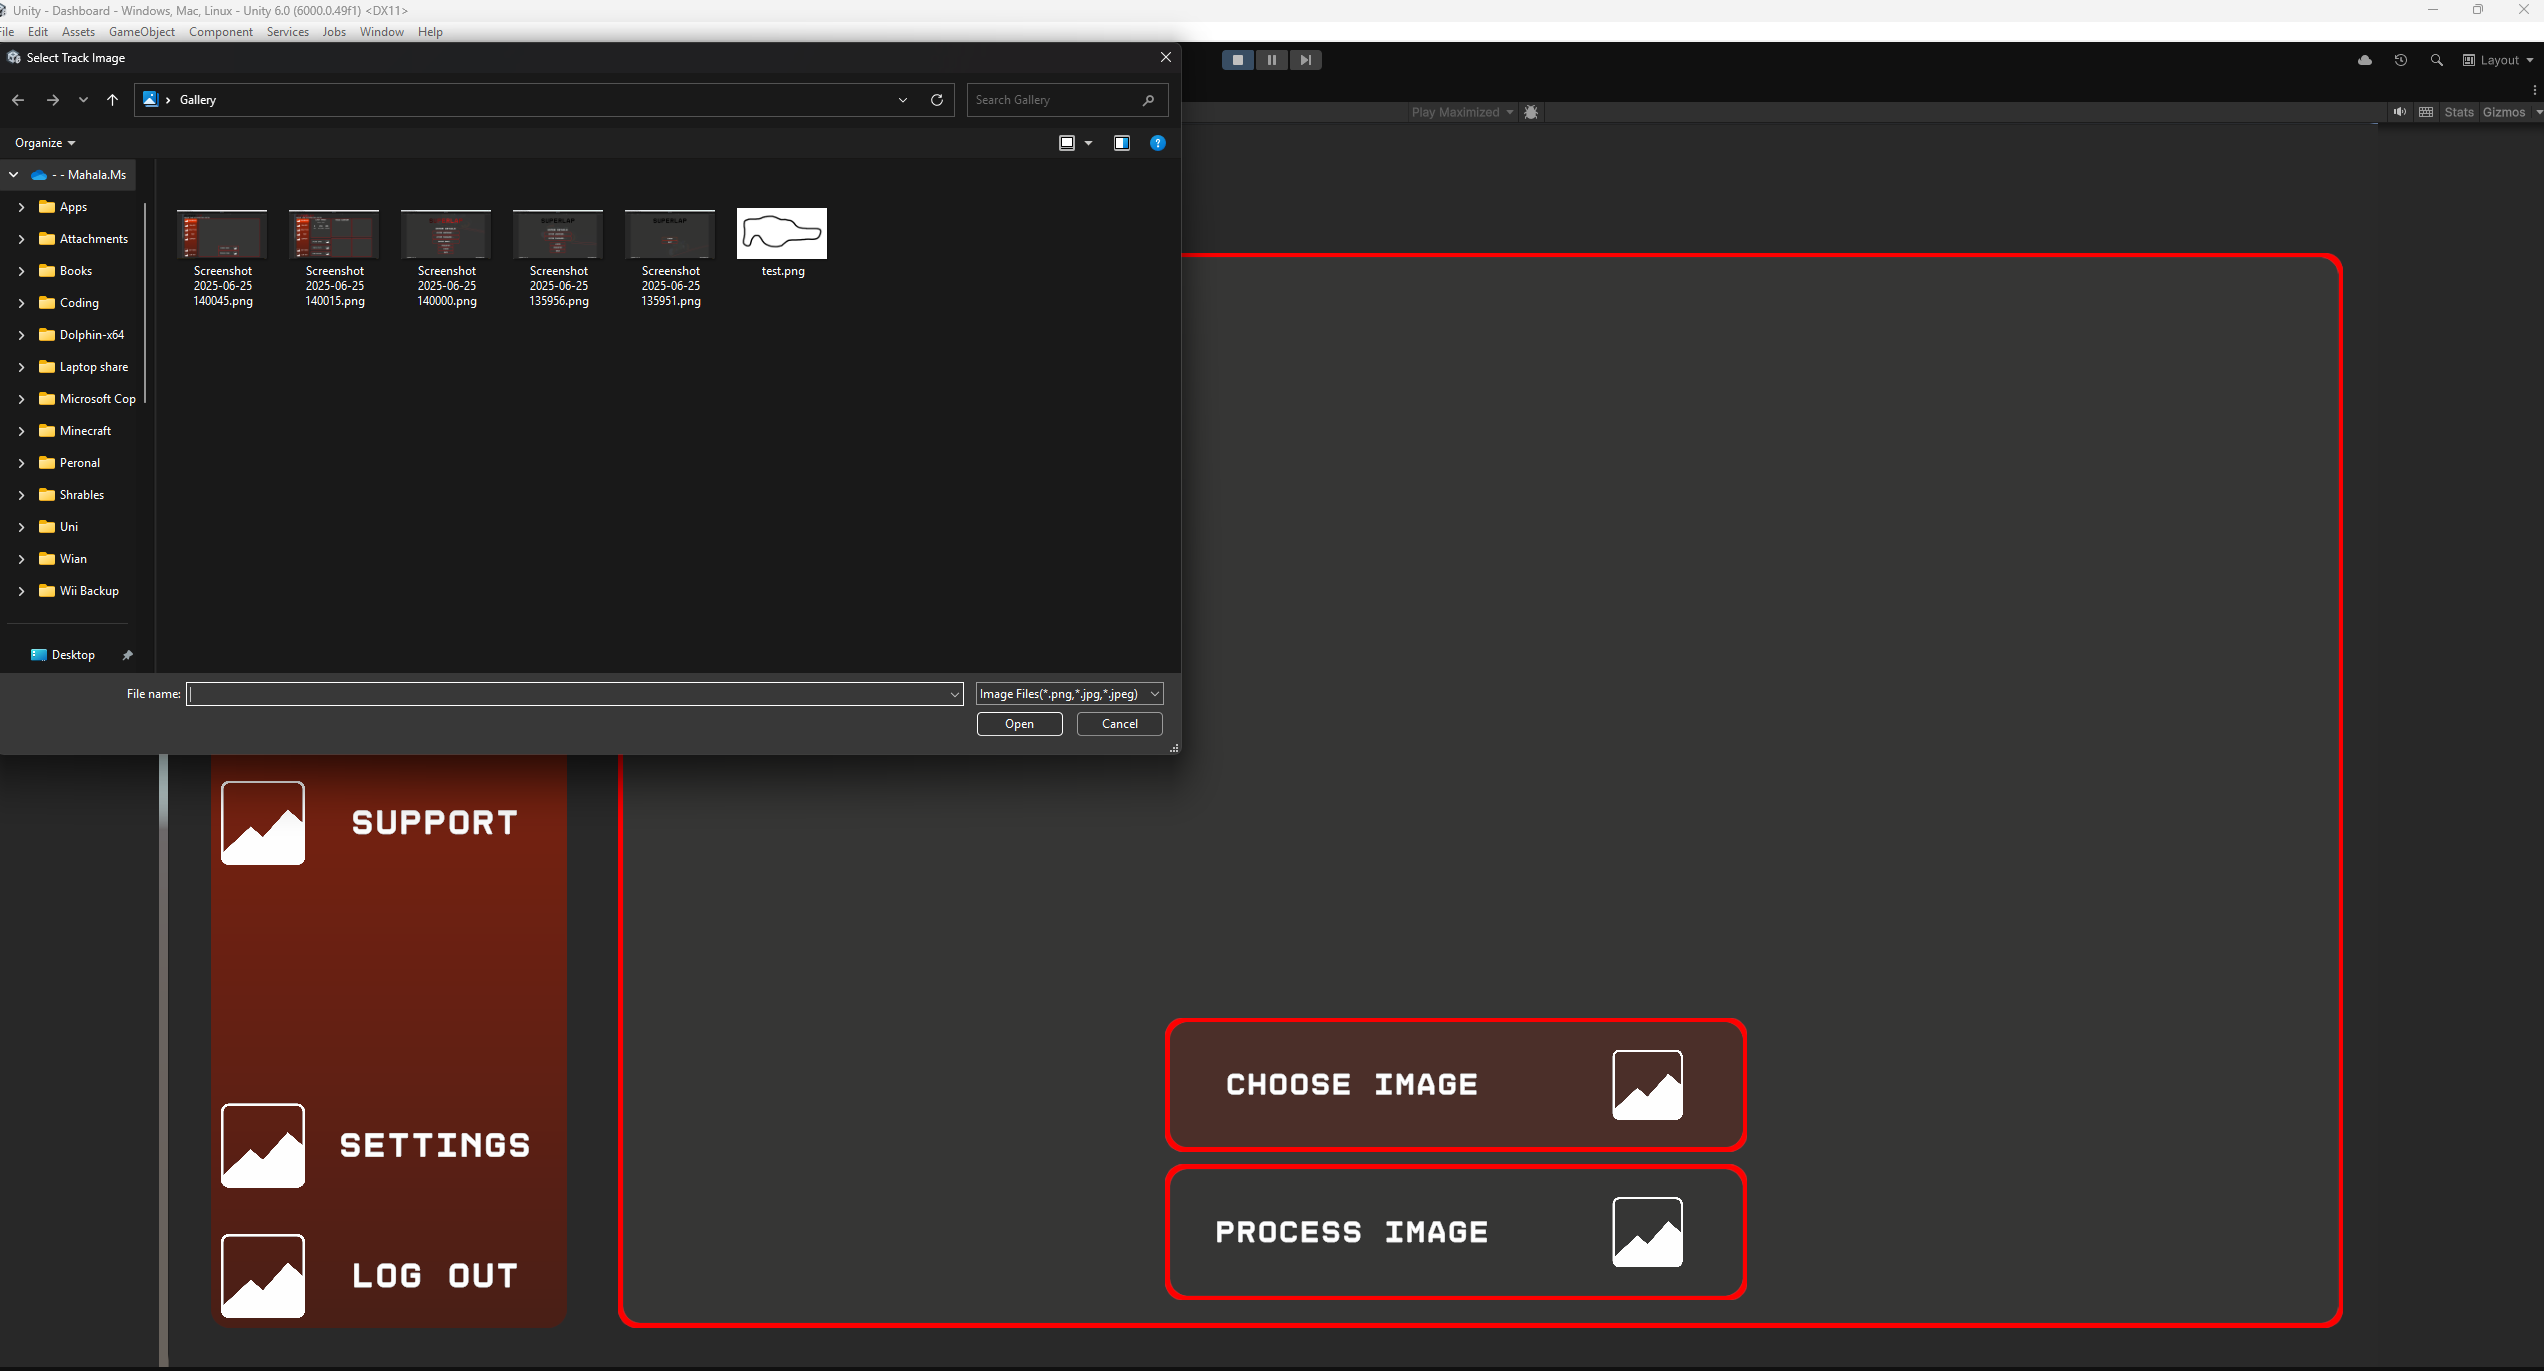 Unity - Dashboard - Windows, Mac, Linux - Unity 6.0 (6000.0.49f1) <DX11>
File Edit Assets GameObject Component Services Jobs Window Help
Select Track Image
Layout
Gallery
Search Gallery
Play Maximized
Stats Gizmos
Organize
- - Mahala.Ms
Apps
Attachments
Books
Coding
Dolphin-x64
Laptop share
Microsoft Cop
Minecraft
Peronal
Shrables
Uni
Wian
Wii Backup
Desktop
Screenshot
2025-06-25
140045.png
Screenshot
2025-06-25
140015.png
Screenshot
2025-06-25
140000.png
SUPERLAP
Screenshot
2025-06-25
135956.png
SUPERLAP
Screenshot
2025-06-25
135951.png
test.png
File name:
Image Files(*.png,*.jpg,*.jpeg)
Open
Cancel
SUPPORT
SETTINGS
LOG OUT
CHOOSE IMAGE
PROCESS IMAGE